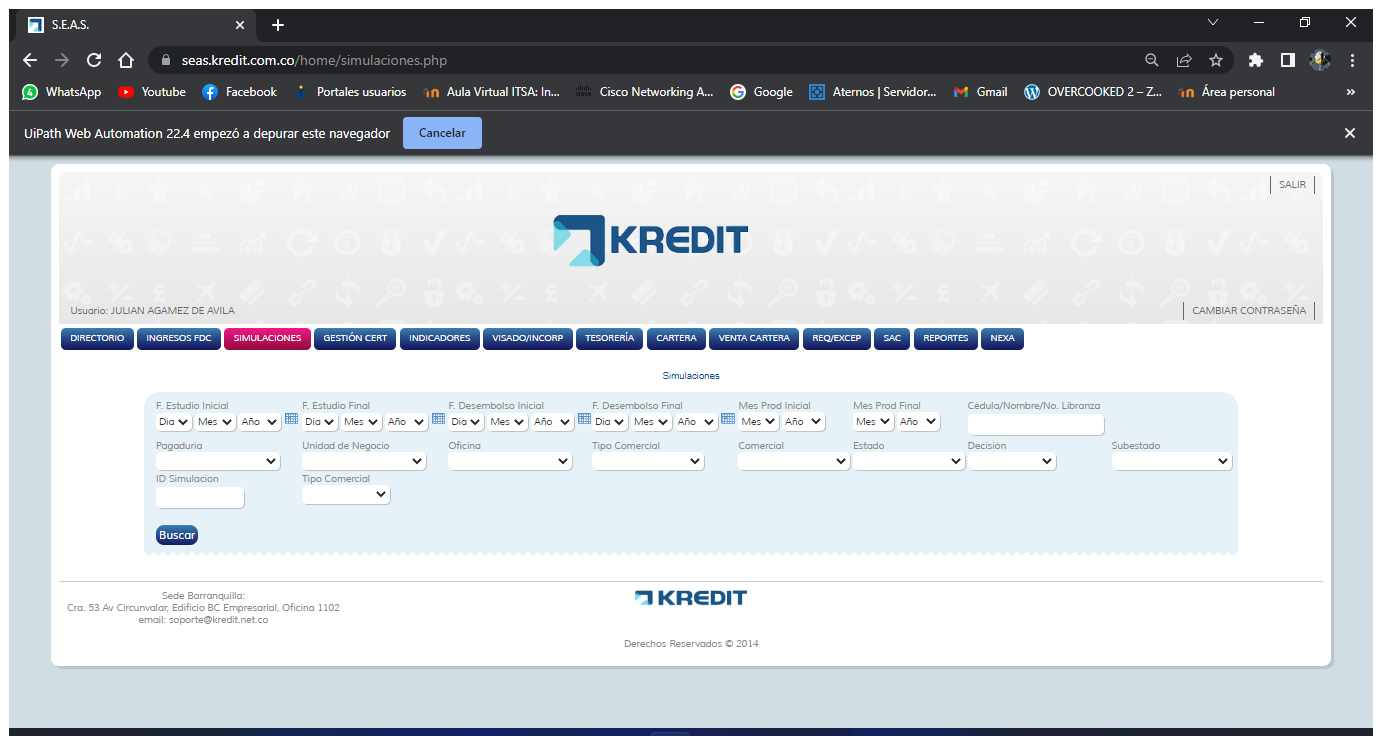 S.E.A.S.
seas.kredit.com.co/home/simulaciones.php
WhatsApp Youtube Facebook Portales usuarios Aula Virtual ITSA: In... Cisco Networking A... Google Aternos | Servidor... Gmail OVERCOOKED 2 – Z... Área personal »
UiPath Web Automation 22.4 empezó a depurar este navegador Cancelar
SALIR
KREDIT
Usuario: JULIAN AGAMEZ DE AVILA CAMBIAR CONTRASEÑA
DIRECTORIO INGRESOS FDC SIMULACIONES GESTIÓN CERT INDICADORES VISADO/INCORP TESORERÍA CARTERA VENTA CARTERA REQ/EXCEP SAC REPORTES NEXA
Simulaciones
F. Estudio Inicial F. Estudio Final F. Desembolso Inicial F. Desembolso Final Mes Prod Inicial Mes Prod Final Cédula/Nombre/No. Libranza
Dia Mes Año Dia Mes Año Dia Mes Año Dia Mes Año Mes Año Mes Año
Pagaduria Unidad de Negocio Oficina Tipo Comercial Comercial Estado Decisión Subestado
ID Simulacion Tipo Comercial
Buscar
Sede Barranquilla:
Cra. 53 Av Circunvalar, Edificio BC Empresarial, Oficina 1102
email: soporte@kredit.net.co
KREDIT
Derechos Reservados © 2014